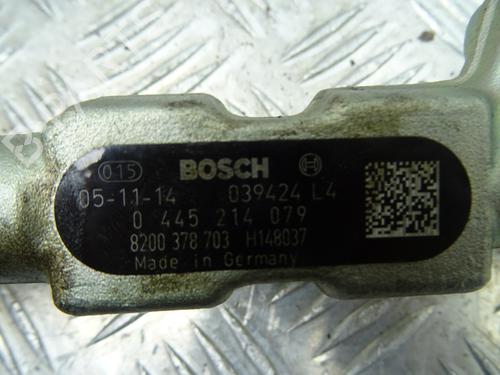 015 BOSCH
05-11-14 039424 L4
0 445 214 079
8200 378 703 H148037
Made in Germany